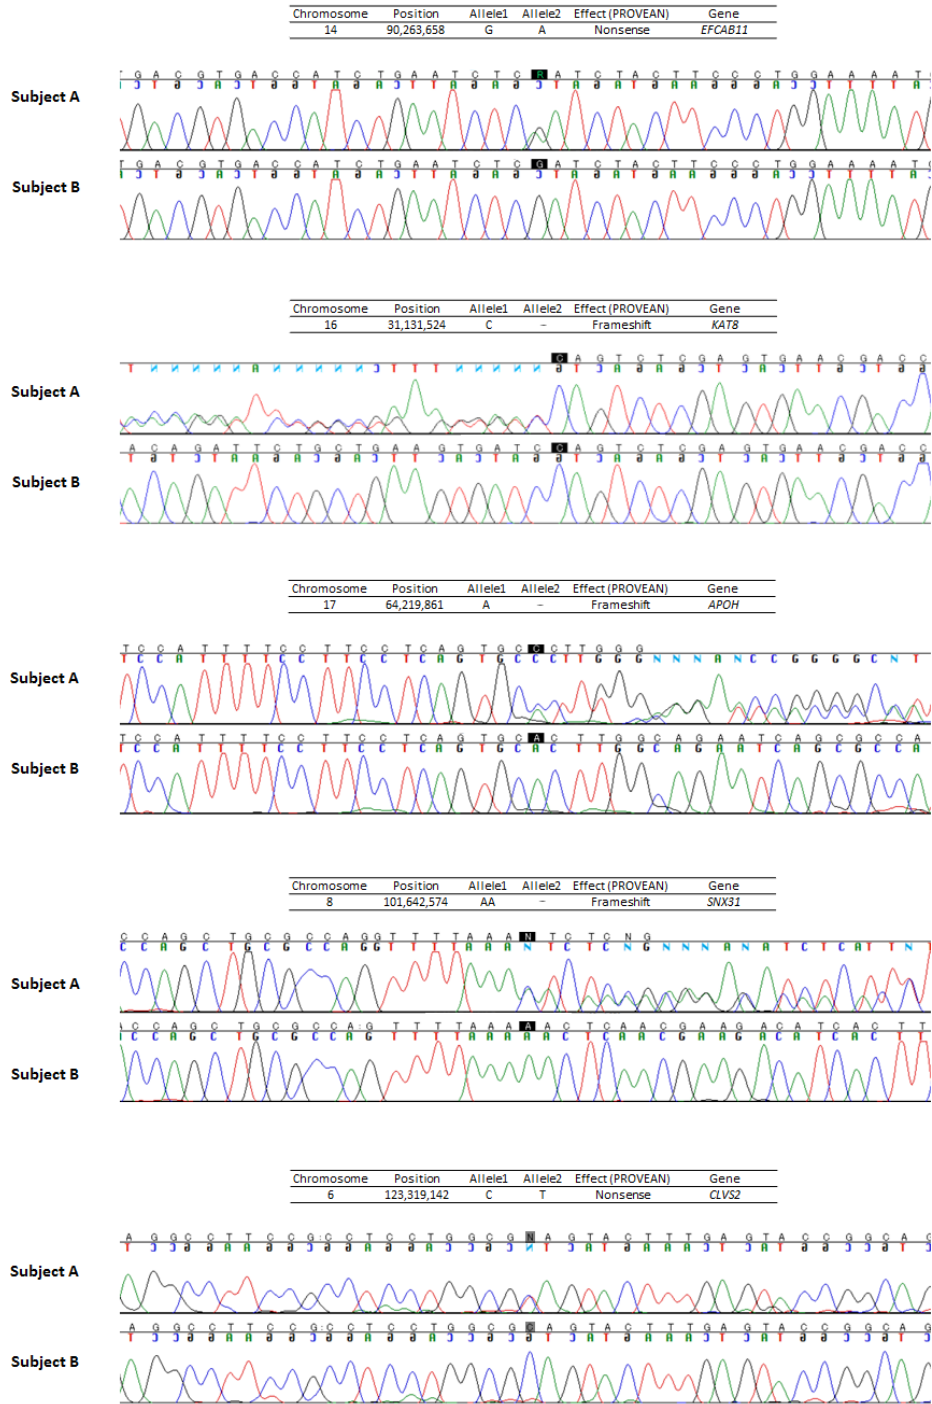 Chromosome Position Allele1 Allele2 Effect (PROVEAN) Gene
14 90,263,658 G A Nonsense EFCAB11
G A C G T G A C C A T C T G A A T C T C R A T C T A C T T C C C T G G A A A A T
Subject A
T G A C G T G A C C A T C T G A A T C T C G A T C T A C T T C C C T G G A A A A T
Subject B
Chromosome Position Allele1 Allele2 Effect (PROVEAN) Gene
16 31,131,524 C – Frameshift KAT8
C A G T C T C G A G T G A A C G A C C
Subject A
A C A G A T T C T G C T G A A G T G A T C C A G T C T C G A G T G A A C G A C
Subject B
Chromosome Position Allele1 Allele2 Effect (PROVEAN) Gene
17 64,219,861 A – Frameshift APOH
T C C A T T T T C C T T C C T C A G T G C C C T T G G G
T C C A T T T T C C T T C C T C A G T G C C C T T G G G N N N A N C C G G G G C N T
Subject A
T C C A T T T T C C T T C C T C A G T G C A C T T G G C A G A A T C A G C G C C A
T C C A T T T T C C T T C C T C A G T G C A C T T G G C A G A A T C A G C G C C A
Subject B
Chromosome Position Allele1 Allele2 Effect (PROVEAN) Gene
8 101,642,574 AA – Frameshift SNX31
C C A G C T G C G C C A G G T T T T A A A N T C T C N G
C C A G C T G C G C C A G G T T T T A A A N T C T C N G N N N A N A T C T C A T T N T
Subject A
C C A G C T G C G C C A G T T T T A A A A A C T C A A C G A A G A C A T C A C T T
C C A G C T G C G C C A G T T T T A A A A A C T C A A C G A A G A C A T C A C T T
Subject B
Chromosome Position Allele1 Allele2 Effect (PROVEAN) Gene
6 123,319,142 C T Nonsense CLVS2
A G G C C T T C C G C C T C C T G G C G N A G T A C T T T G A G T A C C G G C A G
Subject A
A G G C C T T C C G C C T C C T G G C G C A G T A C T T T G A G T A C C G G C A G
Subject B